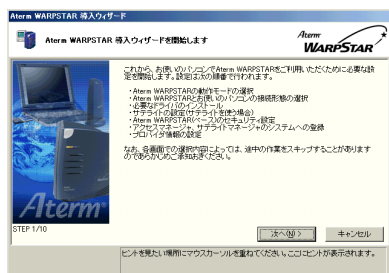 Aterm WARPSTAR 導入ウィザード
Aterm WARPSTAR 導入ウィザードを開始します
Aterm
WARPSTAR
これから、お使いのパソコンでAterm WARPSTARをご利用いただくために必要な設
定を開始します。設定は次の順番で行われます。
・Aterm WARPSTARの動作モードの選択
・Aterm WARPSTARとお使いのパソコンの接続形態の選択
・必要なドライバのインストール
・サテライトの設定(サテライトを使う場合)
・Aterm WARPSTAR(ベース)のセキュリティ設定
・アクセスマネージャ、サテライトマネージャのシステムへの登録
・プロバイダ情報の設定
なお、各画面での選択内容によっては、途中の作業をスキップすることがあります
のであらかじめご承知おきください。
Aterm
STEP 1/10
次へ(N) >
キャンセル
ヒントを見たい場所にマウスカーソルを重ねてください。ここにヒントが表示されます。